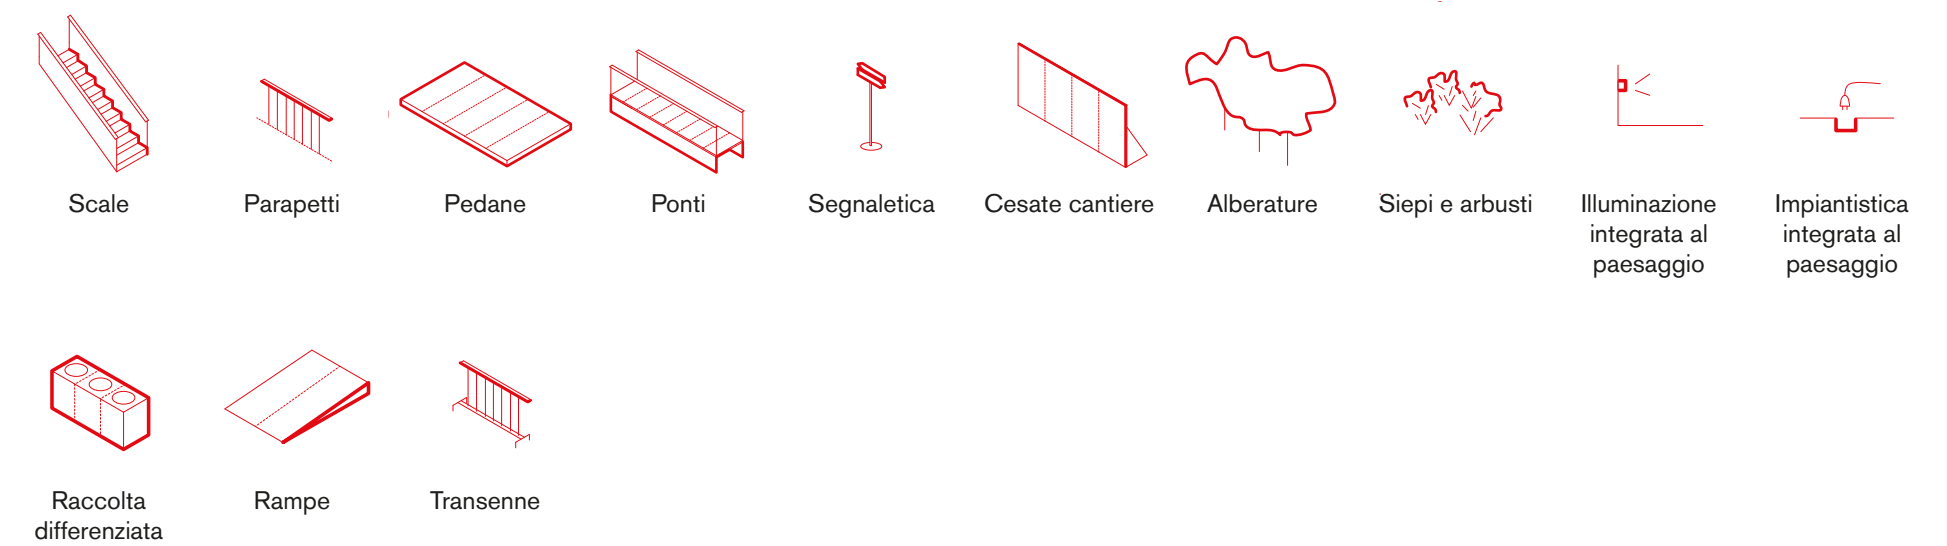 Scale
Parapetti
Pedane
Ponti
Segnaletica
Cesate cantiere
Alberature
Siepi e arbusti
Illuminazione
integrata al
paesaggio
Impiantistica
integrata al
paesaggio
Raccolta
differenziata
Rampe
Transenne